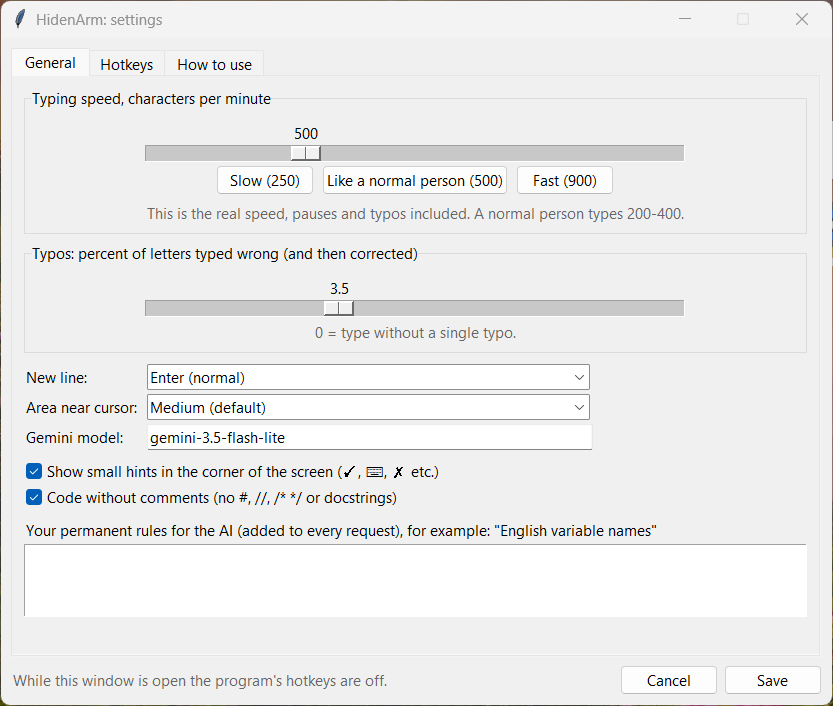 HidenArm: settings
General
Hotkeys
How to use
Typing speed, characters per minute
500
Slow (250)
Like a normal person (500)
Fast (900)
This is the real speed, pauses and typos included. A normal person types 200-400.
Typos: percent of letters typed wrong (and then corrected)
3.5
0 = type without a single typo.
New line:
Enter (normal)
Area near cursor:
Medium (default)
Gemini model:
gemini-3.5-flash-lite
Show small hints in the corner of the screen (✓, ⌨, ✗ etc.)
Code without comments (no #, //, /* */ or docstrings)
Your permanent rules for the AI (added to every request), for example: "English variable names"
While this window is open the program's hotkeys are off.
Cancel
Save